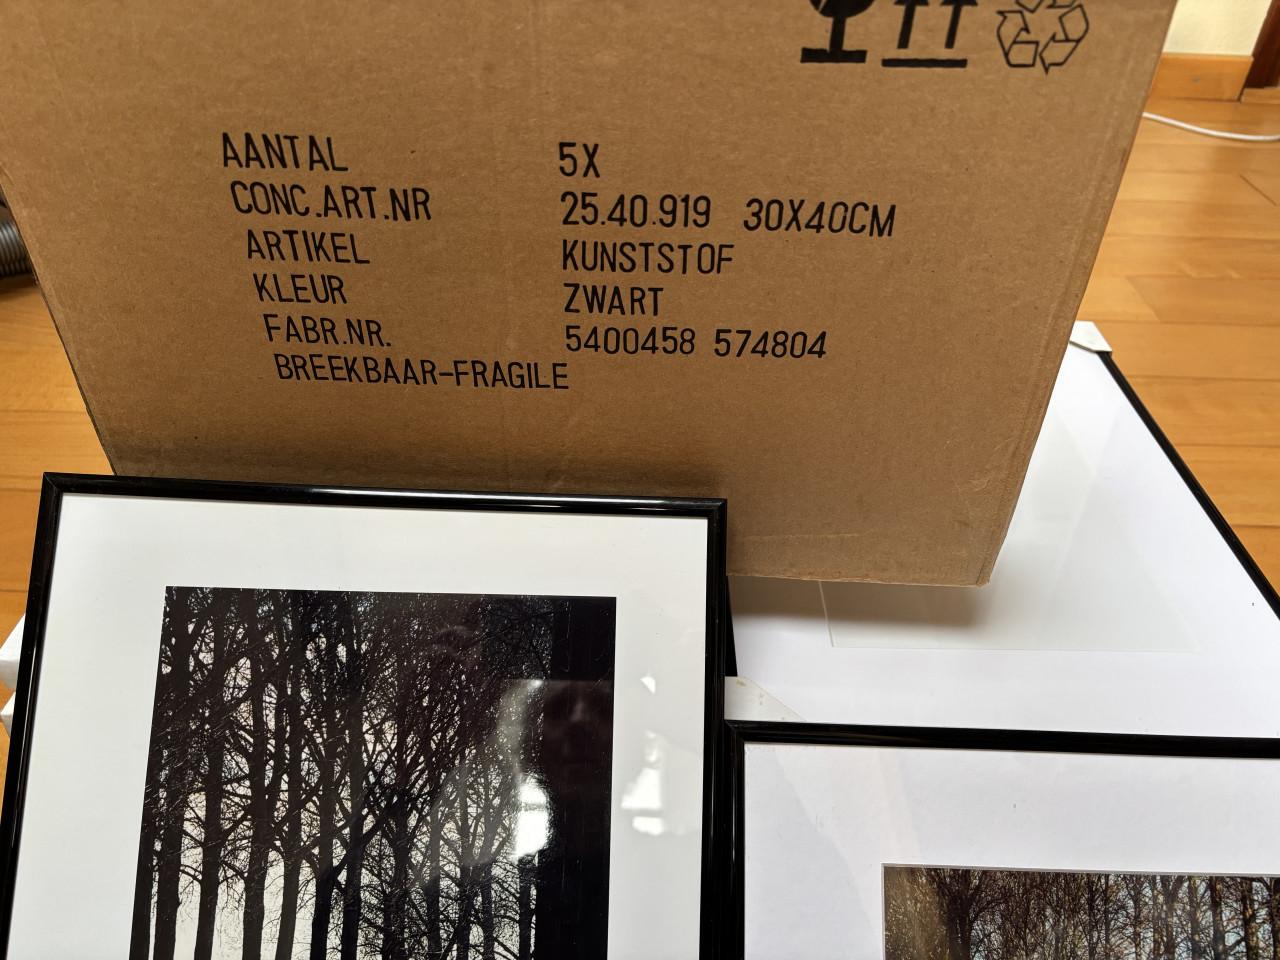 AANTAL 5X
CONC.ART.NR 25.40.919 30X40CM
ARTIKEL KUNSTSTOF
KLEUR ZWART
FABR.NR. 5400458 574804
BREEKBAAR-FRAGILE